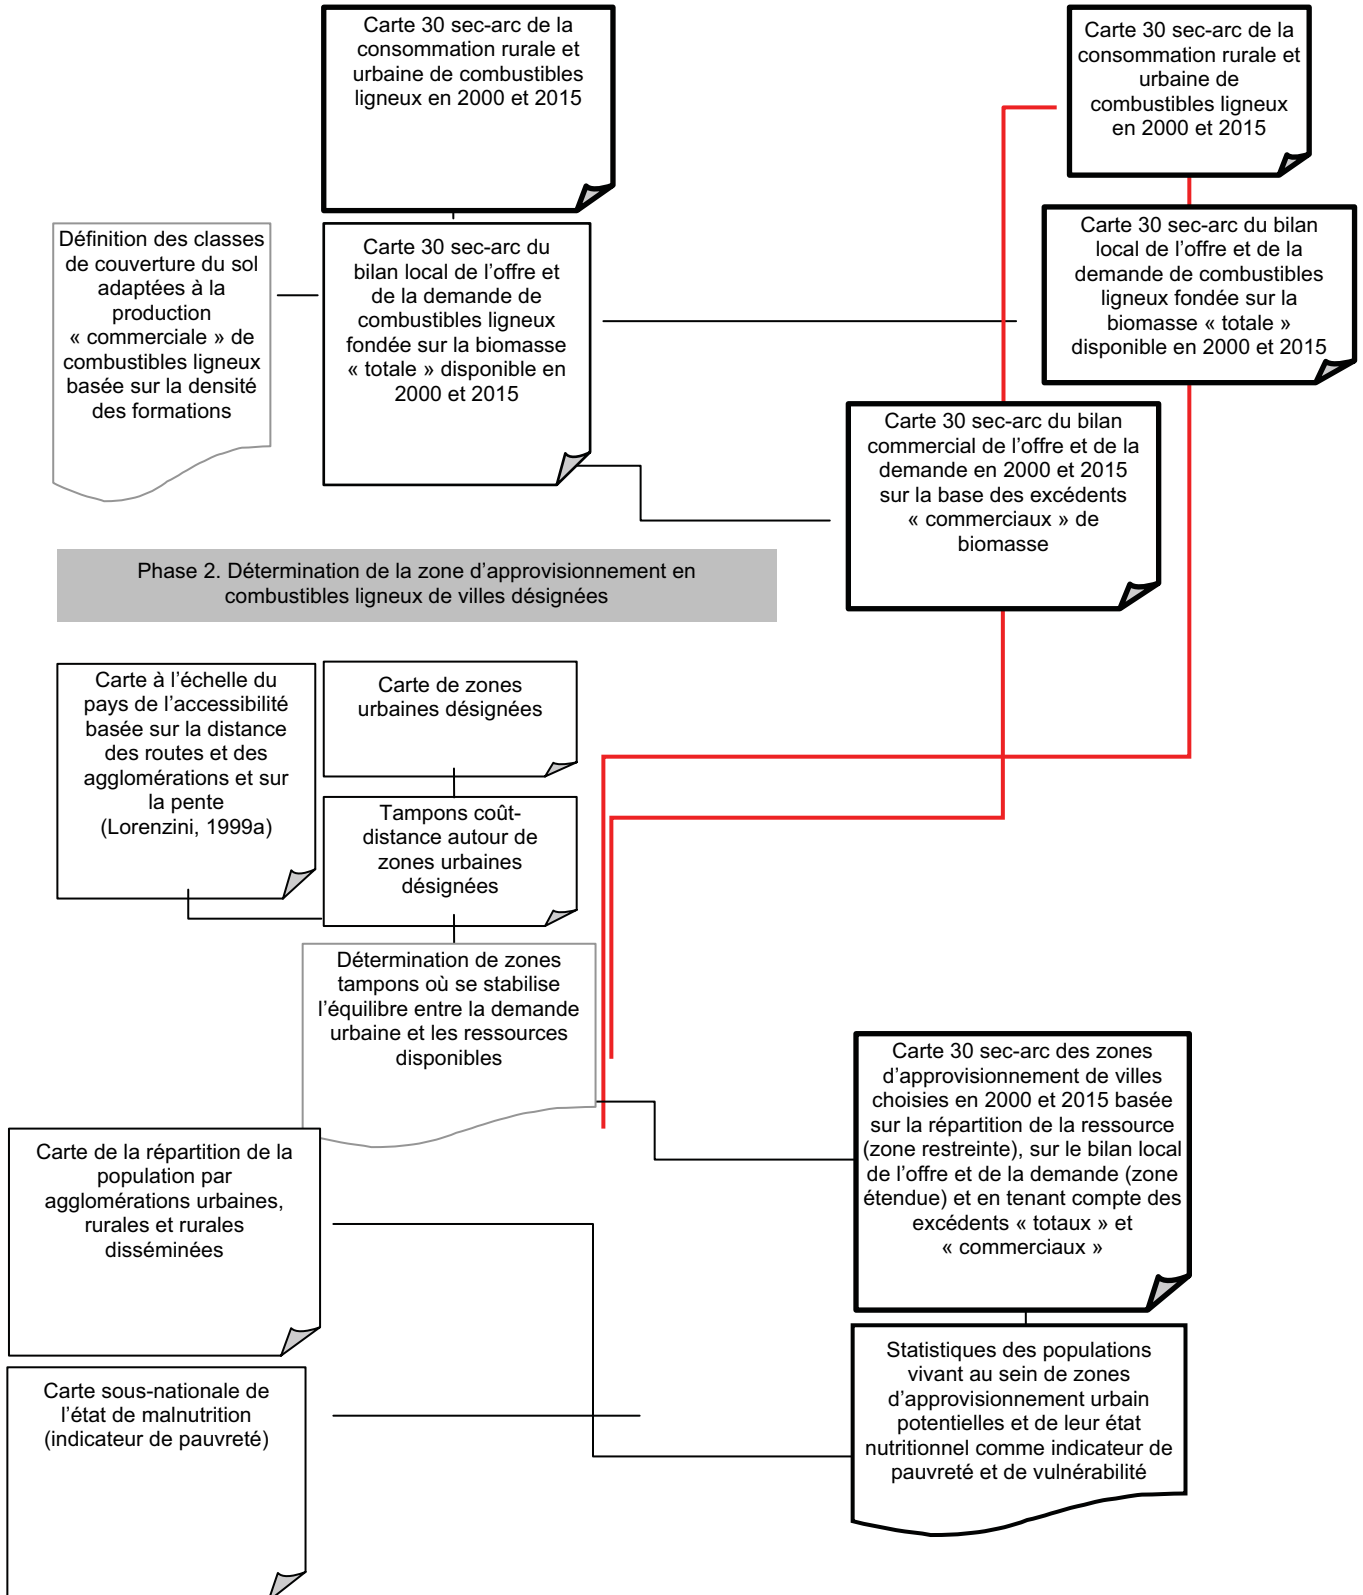 Carte 30 sec-arc de la
consommation rurale et
urbaine de combustibles
ligneux en 2000 et 2015
Carte 30 sec-arc de la
consommation rurale et
urbaine de
combustibles ligneux
en 2000 et 2015
Définition des classes
de couverture du sol
adaptées à la
production
« commerciale » de
combustibles ligneux
basée sur la densité
des formations
Carte 30 sec-arc du
bilan local de l’offre et
de la demande de
combustibles ligneux
fondée sur la biomasse
« totale » disponible en
2000 et 2015
Carte 30 sec-arc du bilan
local de l’offre et de la
demande de combustibles
ligneux fondée sur la
biomasse « totale »
disponible en 2000 et 2015
Carte 30 sec-arc du bilan
commercial de l’offre et de la
demande en 2000 et 2015
sur la base des excédents
« commerciaux » de
biomasse
Phase 2. Détermination de la zone d’approvisionnement en
combustibles ligneux de villes désignées
Carte à l’échelle du
pays de l’accessibilité
basée sur la distance
des routes et des
agglomérations et sur
la pente
(Lorenzini, 1999a)
Carte de zones
urbaines désignées
Tampons coût-
distance autour de
zones urbaines
désignées
Détermination de zones
tampons où se stabilise
l’équilibre entre la demande
urbaine et les ressources
disponibles
Carte 30 sec-arc des zones
d’approvisionnement de villes
choisies en 2000 et 2015 basée
sur la répartition de la ressource
(zone restreinte), sur le bilan local
de l’offre et de la demande (zone
étendue) et en tenant compte des
excédents « totaux » et
« commerciaux »
Carte de la répartition de la
population par
agglomérations urbaines,
rurales et rurales
disséminées
Carte sous-nationale de
l’état de malnutrition
(indicateur de pauvreté)
Statistiques des populations
vivant au sein de zones
d’approvisionnement urbain
potentielles et de leur état
nutritionnel comme indicateur de
pauvreté et de vulnérabilité